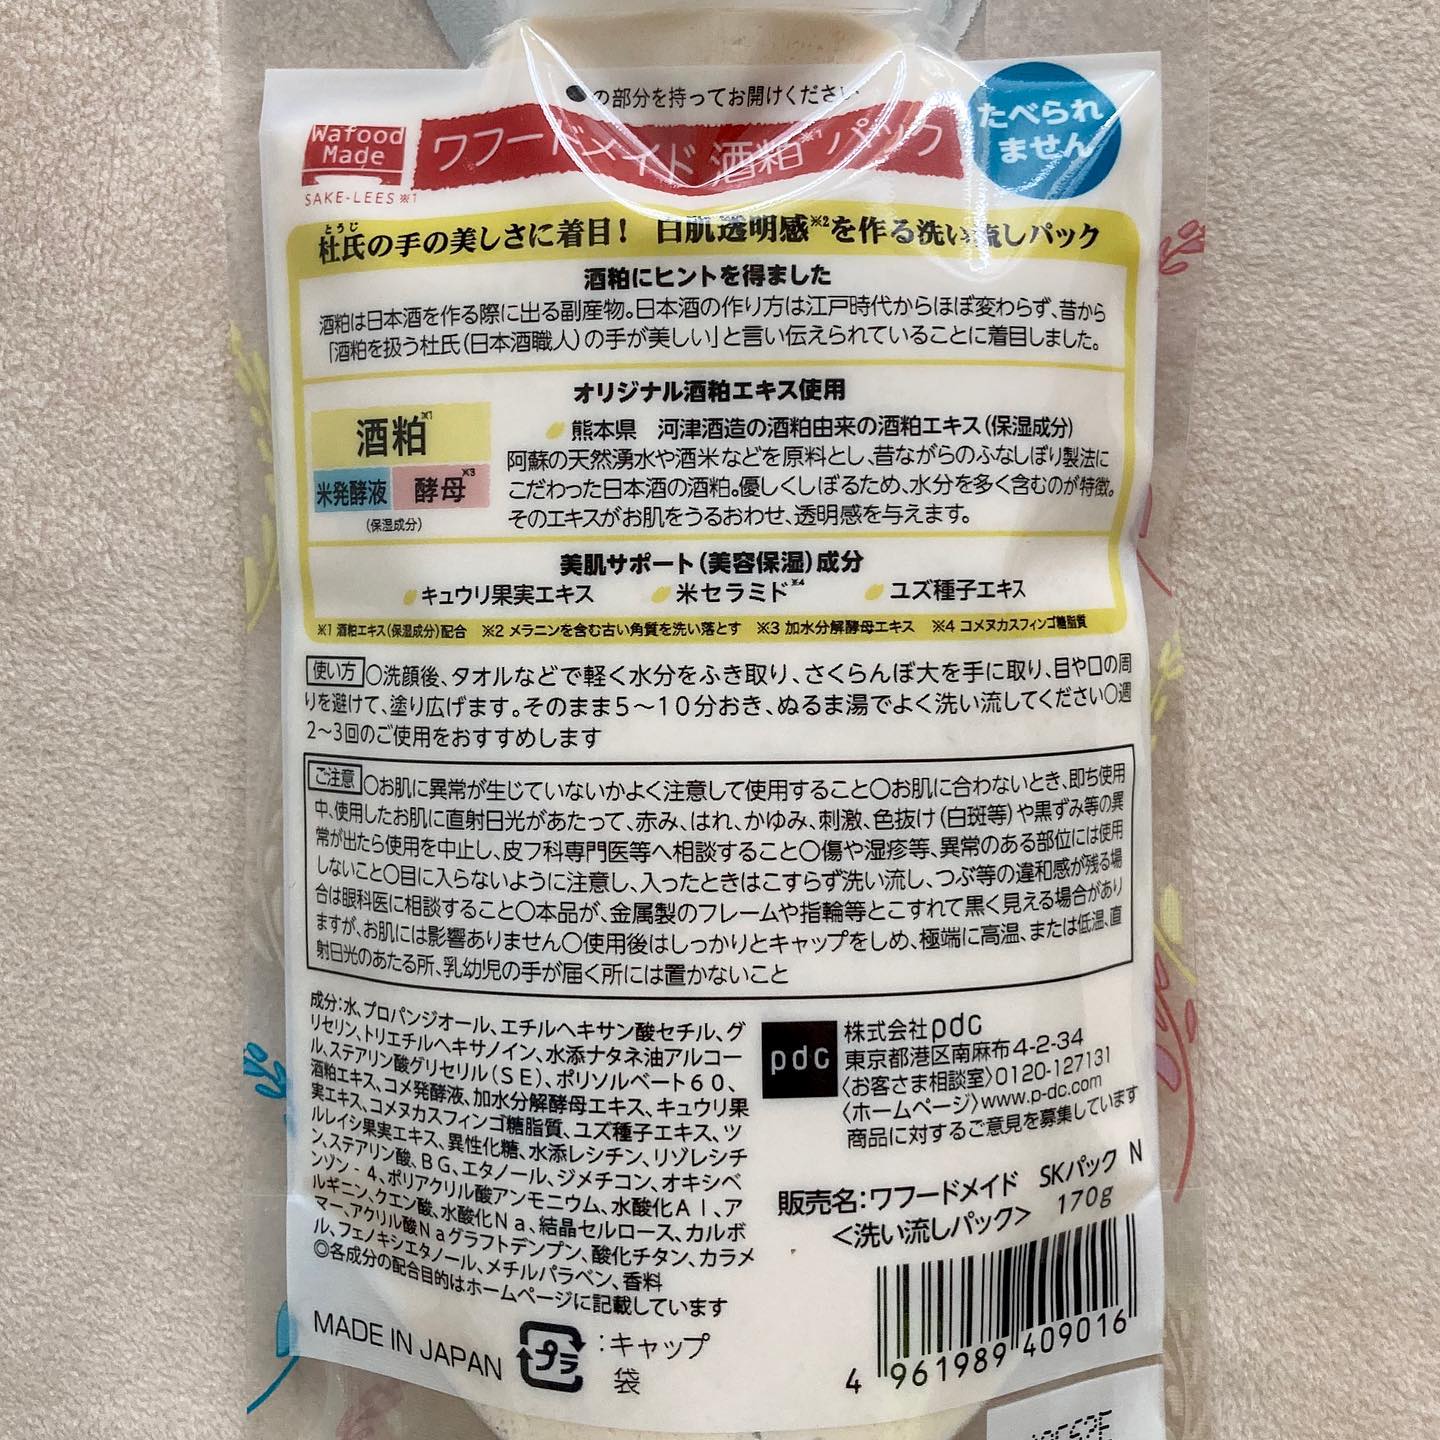 ●の部分を持ってお開けください
Wafood
Made
SAKE-LEES※1
ワフードメイド 酒粕※1パック
たべられ
ません
とうじ
杜氏の手の美しさに着目! 白肌透明感※2を作る洗い流しパック
酒粕にヒントを得ました
酒粕は日本酒を作る際に出る副産物。日本酒の作り方は江戸時代からほぼ変わらず、昔から
「酒粕を扱う杜氏(日本酒職人)の手が美しい」と言い伝えられていることに着目しました。
オリジナル酒粕エキス使用
酒粕※1
米発酵液
酵母※3
(保湿成分)
熊本県 河津酒造の酒粕由来の酒粕エキス(保湿成分)
阿蘇の天然湧水や酒米などを原料とし、昔ながらのふなしぼり製法に
こだわった日本酒の酒粕。優しくしぼるため、水分を多く含むのが特徴。
そのエキスがお肌をうるおわせ、透明感を与えます。
美肌サポート(美容保湿)成分
キュウリ果実エキス 米セラミド※4 ユズ種子エキス
※1 酒粕エキス(保湿成分)配合 ※2 メラニンを含む古い角質を洗い落とす ※3 加水分解酵母エキス ※4 コメヌカスフィンゴ糖脂質
使い方 ○洗顔後、タオルなどで軽く水分をふき取り、さくらんぼ大を手に取り、目や口の周
りを避けて、塗り広げます。そのまま5〜10分おき、ぬるま湯でよく洗い流してください○週
2〜3回のご使用をおすすめします
ご注意 ○お肌に異常が生じていないかよく注意して使用すること○お肌に合わないとき、即ち使用
中、使用したお肌に直射日光があたって、赤み、はれ、かゆみ、刺激、色抜け(白斑等)や黒ずみ等の異
常が出たら使用を中止し、皮フ科専門医等へ相談すること○傷や湿疹等、異常のある部位には使用
しないこと○目に入らないように注意し、入ったときはこすらず洗い流し、つぶ等の違和感が残る場
合は眼科医に相談すること○本品が、金属製のフレームや指輪等とこすれて黒く見える場合があり
ますが、お肌には影響ありません○使用後はしっかりとキャップをしめ、極端に高温、または低温、直
射日光のあたる所、乳幼児の手が届く所には置かないこと
成分:水、プロパンジオール、エチルヘキサン酸セチル、グ
リセリン、トリエチルヘキサノイン、水添ナタネ油アルコー
ル、ステアリン酸グリセリル(SE)、ポリソルベート60、
酒粕エキス、コメ発酵液、加水分解酵母エキス、キュウリ果
実エキス、コメヌカスフィンゴ糖脂質、ユズ種子エキス、ツ
ルレイシ果実エキス、異性化糖、水添レシチン、リゾレシチ
ン、ステアリン酸、BG、エタノール、ジメチコン、オキシベ
ンゾン-4、ポリアクリル酸アンモニウム、水酸化Al、ア
ルギニン、クエン酸、水酸化Na、結晶セルロース、カルボ
マー、アクリル酸Naグラフトデンプン、酸化チタン、カラメ
ル、フェノキシエタノール、メチルパラベン、香料
◎各成分の配合目的はホームページに記載しています
pdc
株式会社pdc
東京都港区南麻布4-2-34
〈お客さま相談室〉0120-127131
〈ホームページ〉www.p-dc.com
商品に対するご意見を募集しています
販売名:ワフードメイド SKパック N
<洗い流しパック> 170g
MADE IN JAPAN
プラ
:キャップ
袋
4 961989 409016